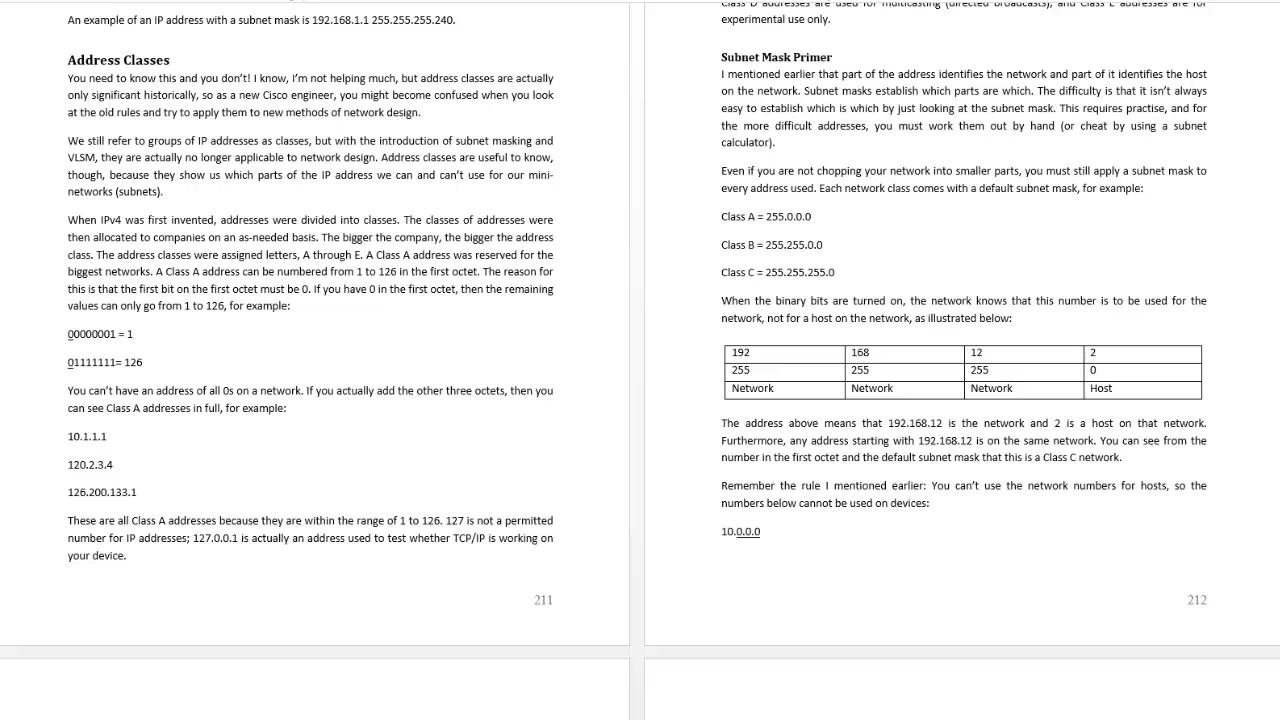 An example of an IP address with a subnet mask is 192.168.1.1 255.255.255.240.
Address Classes
You need to know this and you don't! I know, I'm not helping much, but address classes are actually
only significant historically, so as a new Cisco engineer, you might become confused when you look
at the old rules and try to apply them to new methods of network design.
We still refer to groups of IP addresses as classes, but with the introduction of subnet masking and
VLSM, they are actually no longer applicable to network design. Address classes are useful to know,
though, because they show us which parts of the IP address we can and can't use for our mini-
networks (subnets).
When IPv4 was first invented, addresses were divided into classes. The classes of addresses were
then allocated to companies on an as-needed basis. The bigger the company, the bigger the address
class. The address classes were assigned letters, A through E. A Class A address was reserved for the
biggest networks. A Class A address can be numbered from 1 to 126 in the first octet. The reason for
this is that the first bit on the first octet must be 0. If you have 0 in the first octet, then the remaining
values can only go from 1 to 126, for example:
00000001 = 1
01111111= 126
You can't have an address of all 0s on a network. If you actually add the other three octets, then you
can see Class A addresses in full, for example:
10.1.1.1
120.2.3.4
126.200.133.1
These are all Class A addresses because they are within the range of 1 to 126. 127 is not a permitted
number for IP addresses; 127.0.0.1 is actually an address used to test whether TCP/IP is working on
your device.
211
Class D addresses are used for multicasting (directed broadcasts), and Class E addresses are for
experimental use only.
Subnet Mask Primer
I mentioned earlier that part of the address identifies the network and part of it identifies the host
on the network. Subnet masks establish which parts are which. The difficulty is that it isn't always
easy to establish which is which by just looking at the subnet mask. This requires practise, and for
the more difficult addresses, you must work them out by hand (or cheat by using a subnet
calculator).
Even if you are not chopping your network into smaller parts, you must still apply a subnet mask to
every address used. Each network class comes with a default subnet mask, for example:
Class A = 255.0.0.0
Class B = 255.255.0.0
Class C = 255.255.255.0
When the binary bits are turned on, the network knows that this number is to be used for the
network, not for a host on the network, as illustrated below:
192 168 12 2
255 255 255 0
Network Network Network Host
The address above means that 192.168.12 is the network and 2 is a host on that network.
Furthermore, any address starting with 192.168.12 is on the same network. You can see from the
number in the first octet and the default subnet mask that this is a Class C network.
Remember the rule I mentioned earlier: You can't use the network numbers for hosts, so the
numbers below cannot be used on devices:
10.0.0.0
212